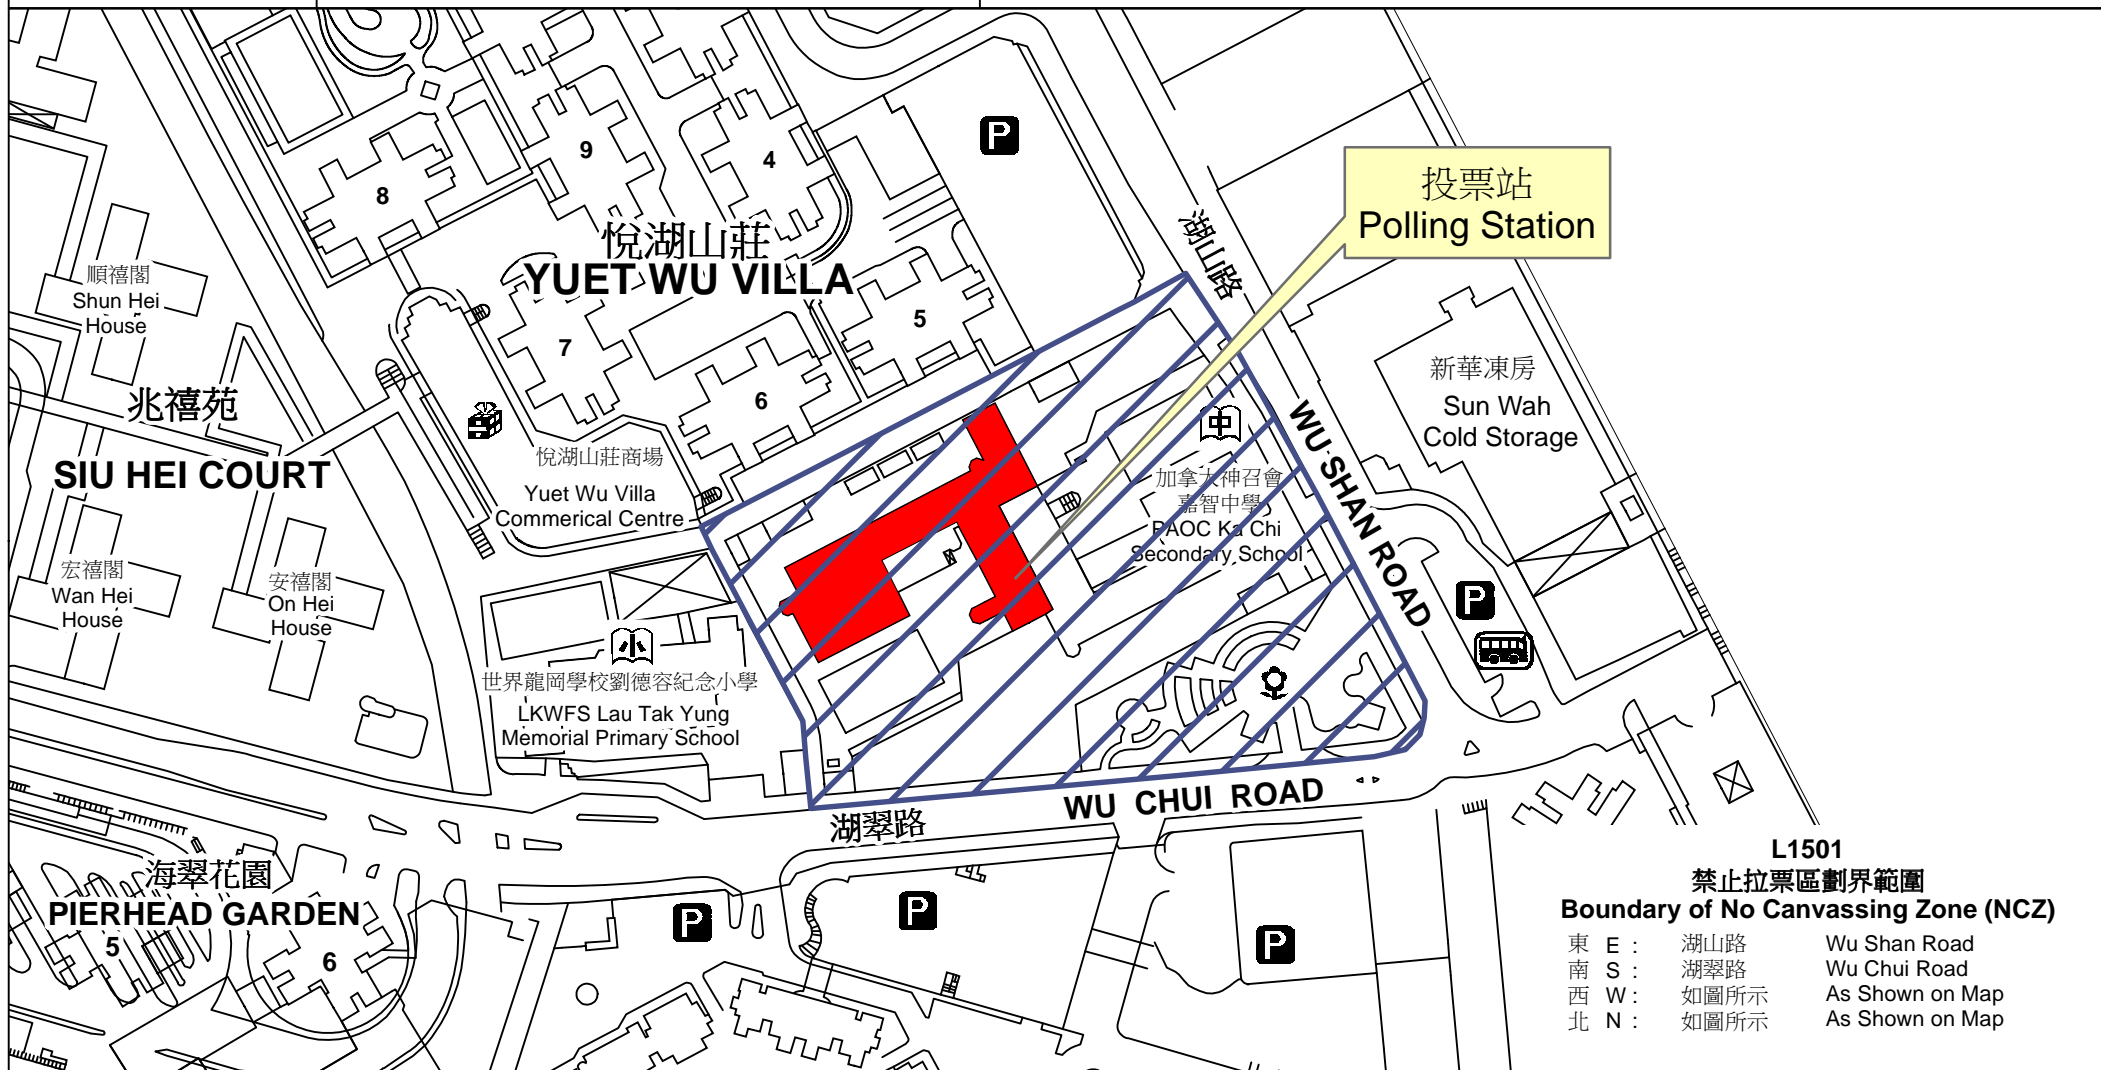 投票站
Polling Station
湖山路
9
4
8
悅湖山莊
YUET WU VILLA
順禧閣
Shun Hei
House
5
7
6
新華凍房
Sun Wah
Cold Storage
兆禧苑
SIU HEI COURT
悅湖山莊商場
Yuet Wu Villa
Commerical Centre
中
加拿大神召會
嘉智中學
PAOC Ka Chi
Secondary School
WU SHAN ROAD
宏禧閣
Wan Hei
House
安禧閣
On Hei
House
小
世界龍岡學校劉德容紀念小學
LKWFS Lau Tak Yung
Memorial Primary School
P
P
WU CHUI ROAD
湖翠路
海翠花園
PIERHEAD GARDEN
5
6
P
P
P
L1501
禁止拉票區劃界範圍
Boundary of No Canvassing Zone (NCZ)
東 E : 湖山路 Wu Shan Road
南 S : 湖翠路 Wu Chui Road
西 W : 如圖所示 As Shown on Map
北 N : 如圖所示 As Shown on Map